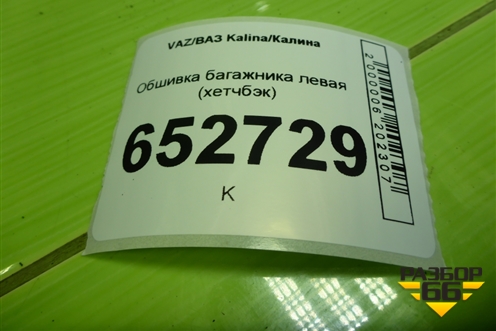 VAZ/ВАЗ Kalina/Калина
Обшивка багажника левая
(хетчбэк)
652729
К
2000006202307
РАЗБОР
66